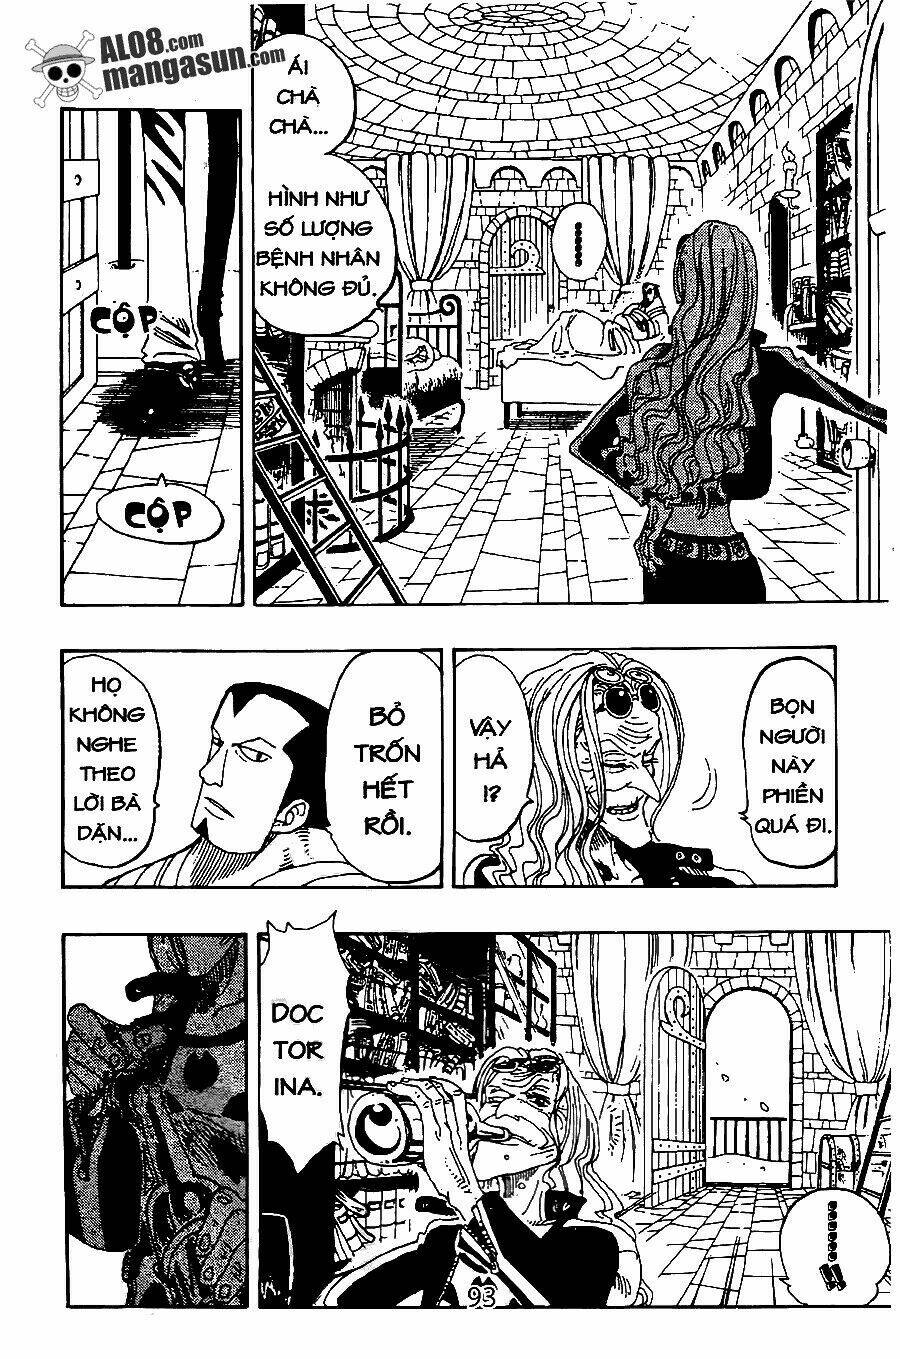 AL08.com
mangasun.com
ÁI
CHÀ
CHÀ...
HÌNH NHƯ
SỐ LƯỢNG
BỆNH NHÂN
KHÔNG ĐỦ.
......
CỘP
CỘP
BỌN
NGƯỜI
NÀY
PHIỀN
QUÁ ĐI.
VẬY
HẢ
!?
BỎ
TRỐN
HẾT
RỒI.
HỌ
KHÔNG
NGHE
THEO
LỜI BÀ
DẶN...
.......!!
DOC
TOR
INA.
93